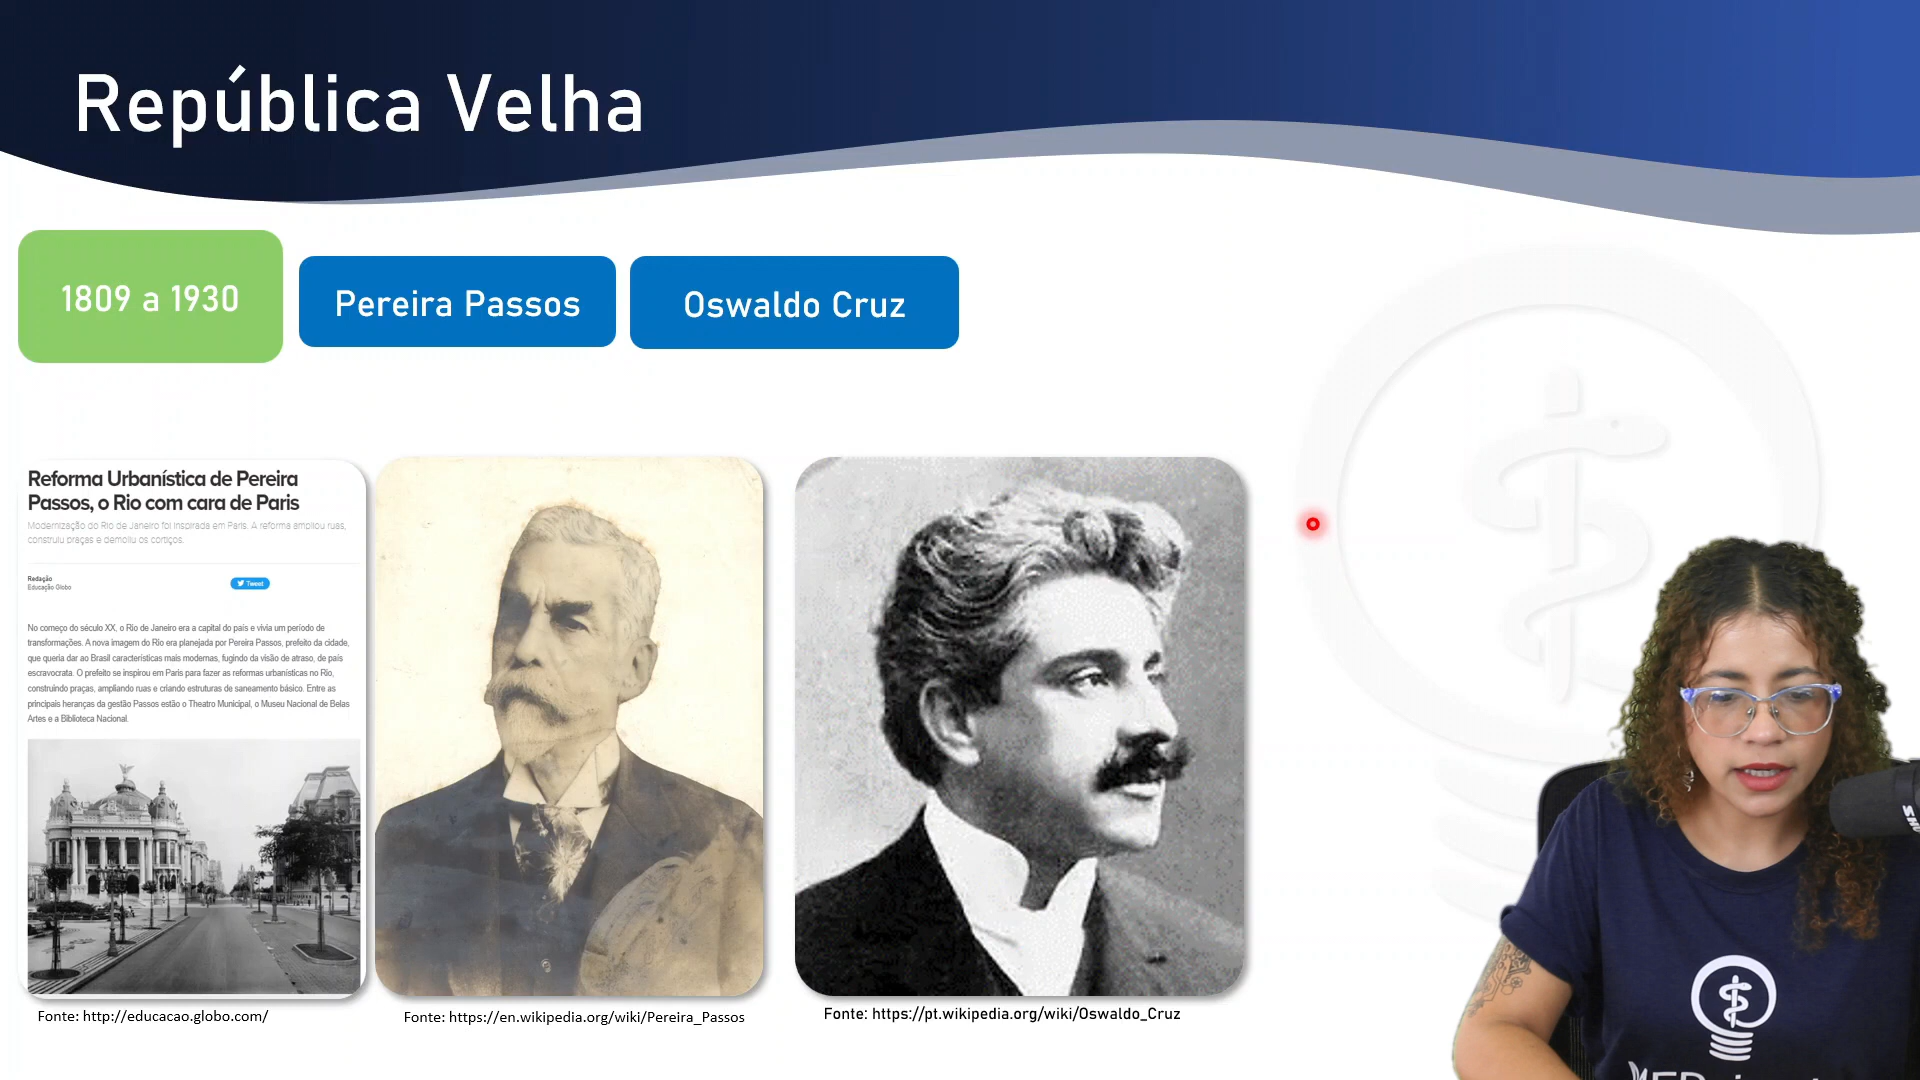 República Velha
1809 a 1930
Pereira Passos
Oswaldo Cruz
Reforma Urbanística de Pereira
Passos, o Rio com cara de Paris
Modernização do Rio de Janeiro foi inspirada em Paris. A reforma ampliou ruas,
construiu praças e demoliu os cortiços.
Redação
Educação Globo
Tweet
No começo do século XX, o Rio de Janeiro era a capital do país e vivia um período de
transformações. A nova imagem do Rio era planejada por Pereira Passos, prefeito da cidade,
que queria dar ao Brasil características mais modernas, fugindo da visão de atraso, de país
escravocrata. O prefeito se inspirou em Paris para fazer as reformas urbanísticas no Rio,
construindo praças, ampliando ruas e criando estruturas de saneamento básico. Entre as
principais heranças da gestão Passos estão o Theatro Municipal, o Museu Nacional de Belas
Artes e a Biblioteca Nacional.
Fonte: http://educacao.globo.com/
Fonte: https://en.wikipedia.org/wiki/Pereira_Passos
Fonte: https://pt.wikipedia.org/wiki/Oswaldo_Cruz